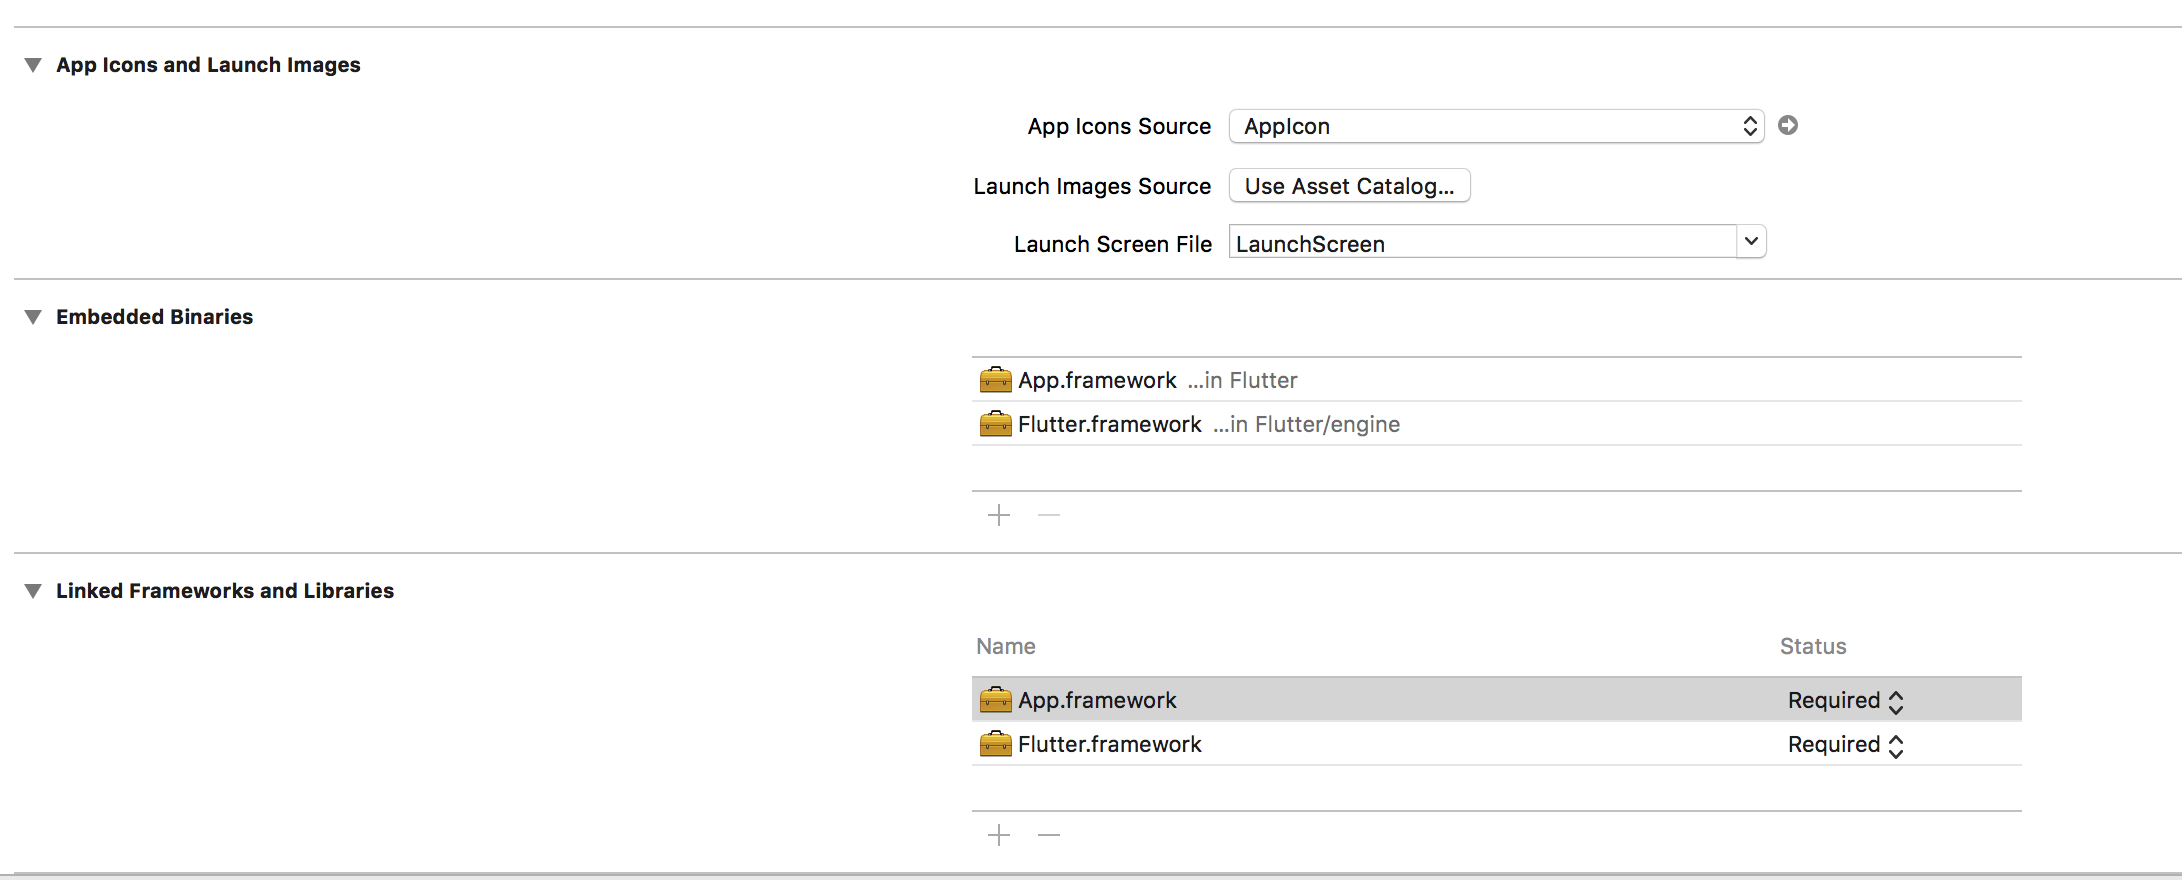 App Icons and Launch Images
App Icons Source AppIcon
Launch Images Source Use Asset Catalog...
Launch Screen File LaunchScreen
Embedded Binaries
App.framework ...in Flutter
Flutter.framework ...in Flutter/engine
Linked Frameworks and Libraries
Name Status
App.framework Required
Flutter.framework Required